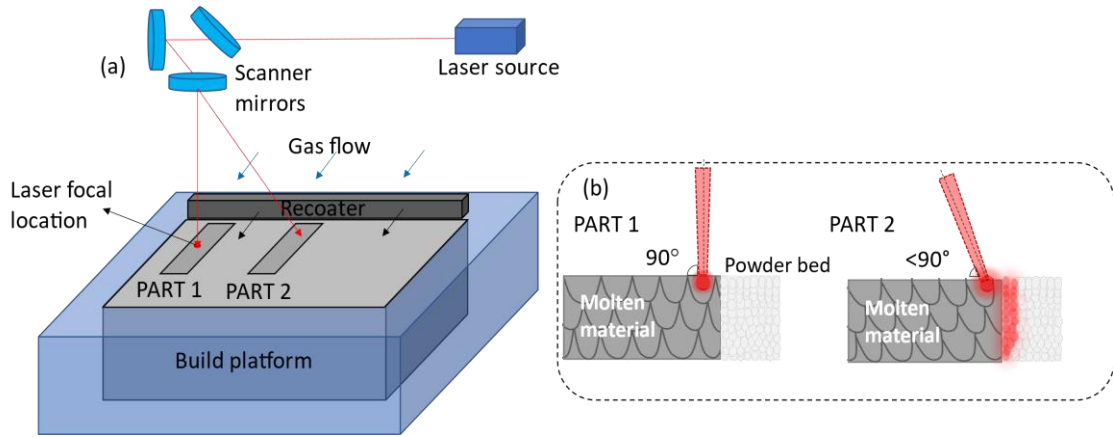 (a)
Laser source
Scanner
mirrors
Gas flow
Laser focal
location
Recoater
PART 1
PART 2
Build platform
(b)
PART 1
90°
Powder bed
Molten
material
PART 2
<90°
Molten
material